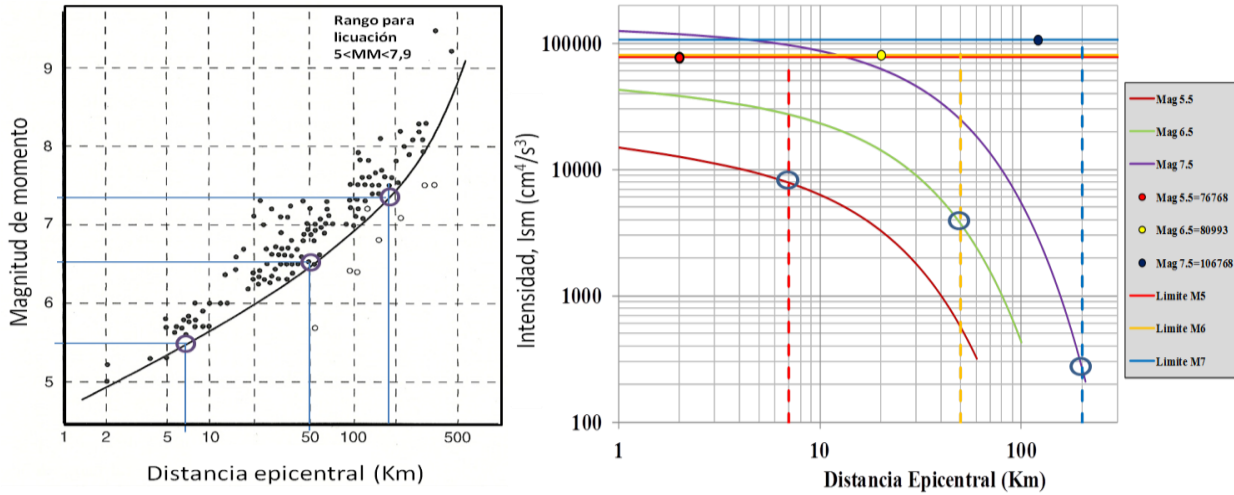 Rango para
licuación
5<MM<7,9
Magnitud de momento
9
8
7
6
5
1
2
5
10
50
100
500
Distancia epicentral (Km)
Intensidad, Ism (cm⁴/s³)
100000
10000
1000
100
1
10
100
Distancia Epicentral (Km)
Mag 5.5
Mag 6.5
Mag 7.5
Mag 5.5=76768
Mag 6.5=80993
Mag 7.5=106768
Limite M5
Limite M6
Limite M7